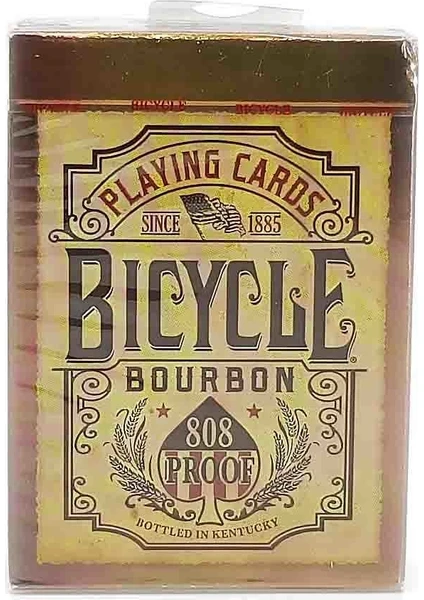 BICYCLE BICYCLE
PLAYING CARDS
SINCE 1885
BICYCLE®
BOURBON
808
PROOF
BOTTLED IN KENTUCKY